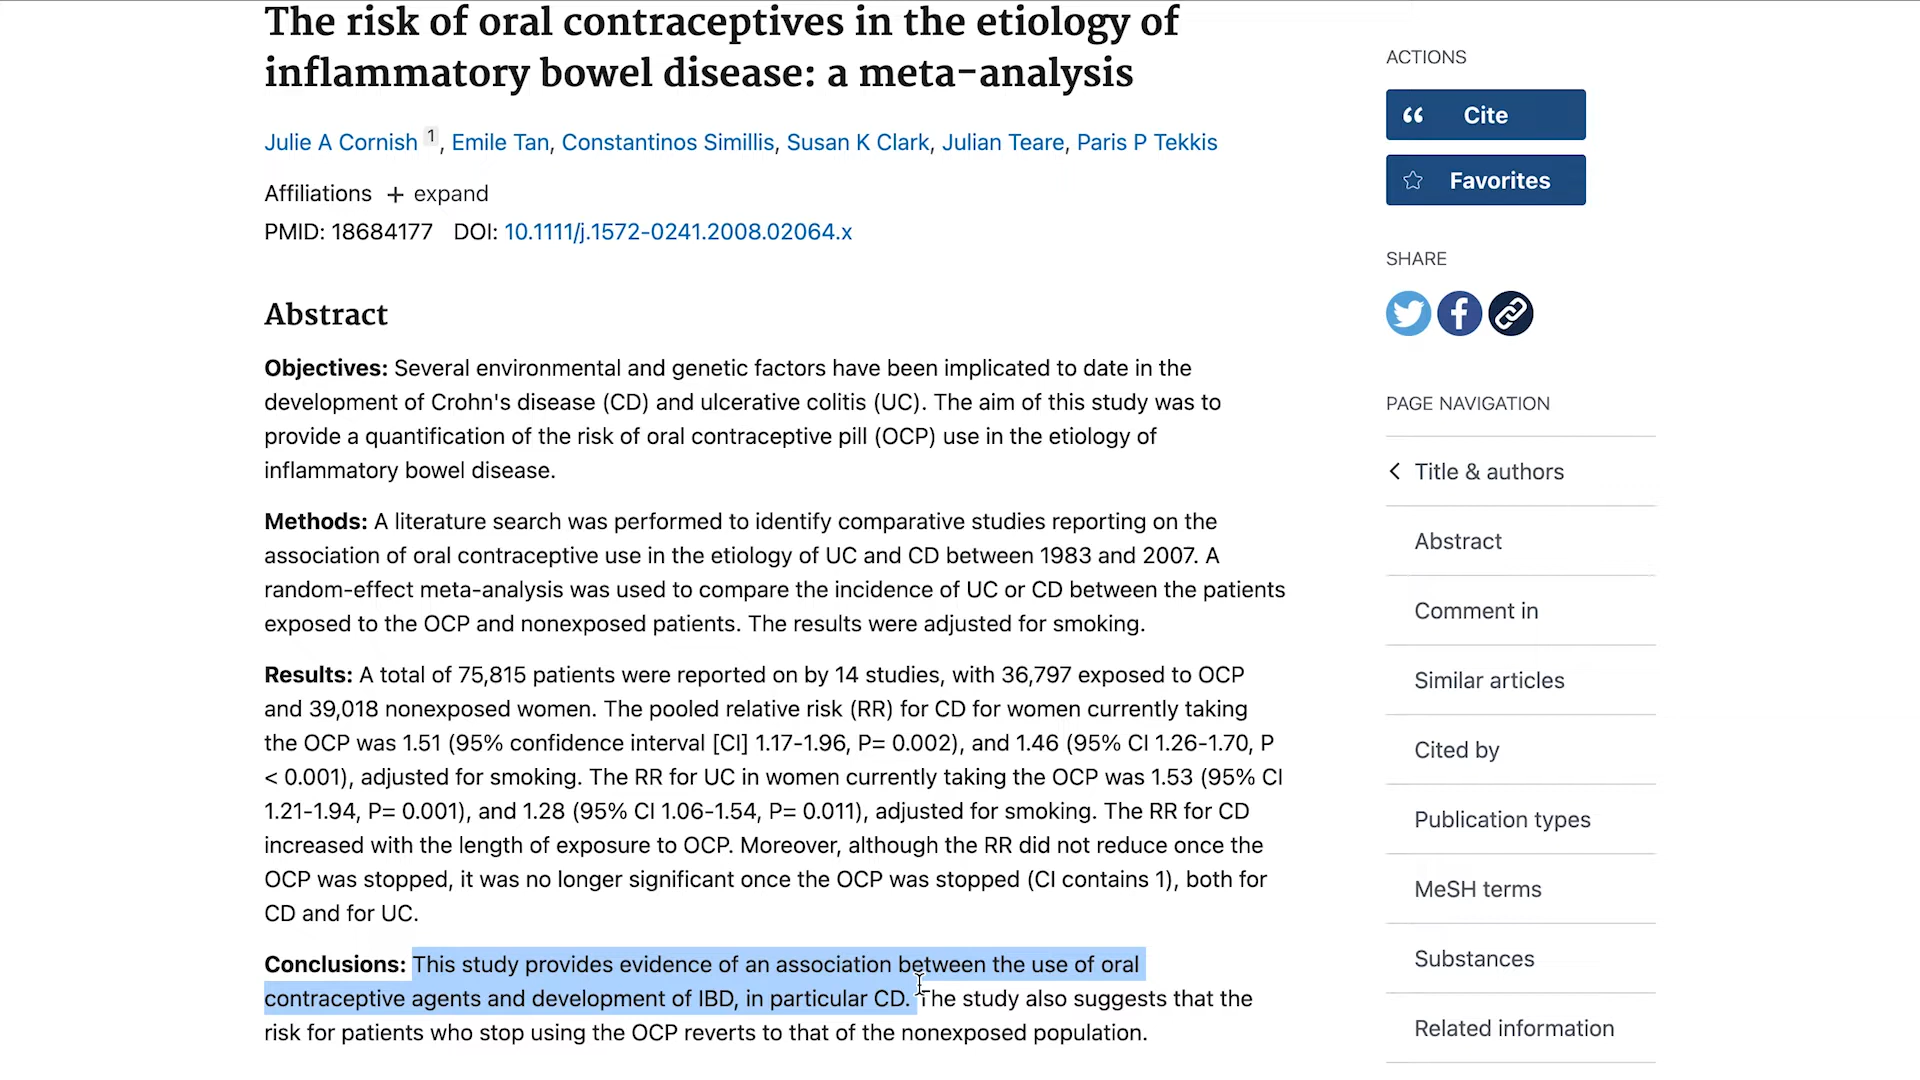 The risk of oral contraceptives in the etiology of
inflammatory bowel disease: a meta-analysis
Julie A Cornish 1, Emile Tan, Constantinos Simillis, Susan K Clark, Julian Teare, Paris P Tekkis
Affiliations + expand
PMID: 18684177 DOI: 10.1111/j.1572-0241.2008.02064.x
Abstract
Objectives: Several environmental and genetic factors have been implicated to date in the
development of Crohn's disease (CD) and ulcerative colitis (UC). The aim of this study was to
provide a quantification of the risk of oral contraceptive pill (OCP) use in the etiology of
inflammatory bowel disease.
Methods: A literature search was performed to identify comparative studies reporting on the
association of oral contraceptive use in the etiology of UC and CD between 1983 and 2007. A
random-effect meta-analysis was used to compare the incidence of UC or CD between the patients
exposed to the OCP and nonexposed patients. The results were adjusted for smoking.
Results: A total of 75,815 patients were reported on by 14 studies, with 36,797 exposed to OCP
and 39,018 nonexposed women. The pooled relative risk (RR) for CD for women currently taking
the OCP was 1.51 (95% confidence interval [CI] 1.17-1.96, P= 0.002), and 1.46 (95% CI 1.26-1.70, P
< 0.001), adjusted for smoking. The RR for UC in women currently taking the OCP was 1.53 (95% CI
1.21-1.94, P= 0.001), and 1.28 (95% CI 1.06-1.54, P= 0.011), adjusted for smoking. The RR for CD
increased with the length of exposure to OCP. Moreover, although the RR did not reduce once the
OCP was stopped, it was no longer significant once the OCP was stopped (CI contains 1), both for
CD and for UC.
Conclusions: This study provides evidence of an association between the use of oral
contraceptive agents and development of IBD, in particular CD. The study also suggests that the
risk for patients who stop using the OCP reverts to that of the nonexposed population.
ACTIONS
Cite
Favorites
SHARE
PAGE NAVIGATION
Title & authors
Abstract
Comment in
Similar articles
Cited by
Publication types
MeSH terms
Substances
Related information